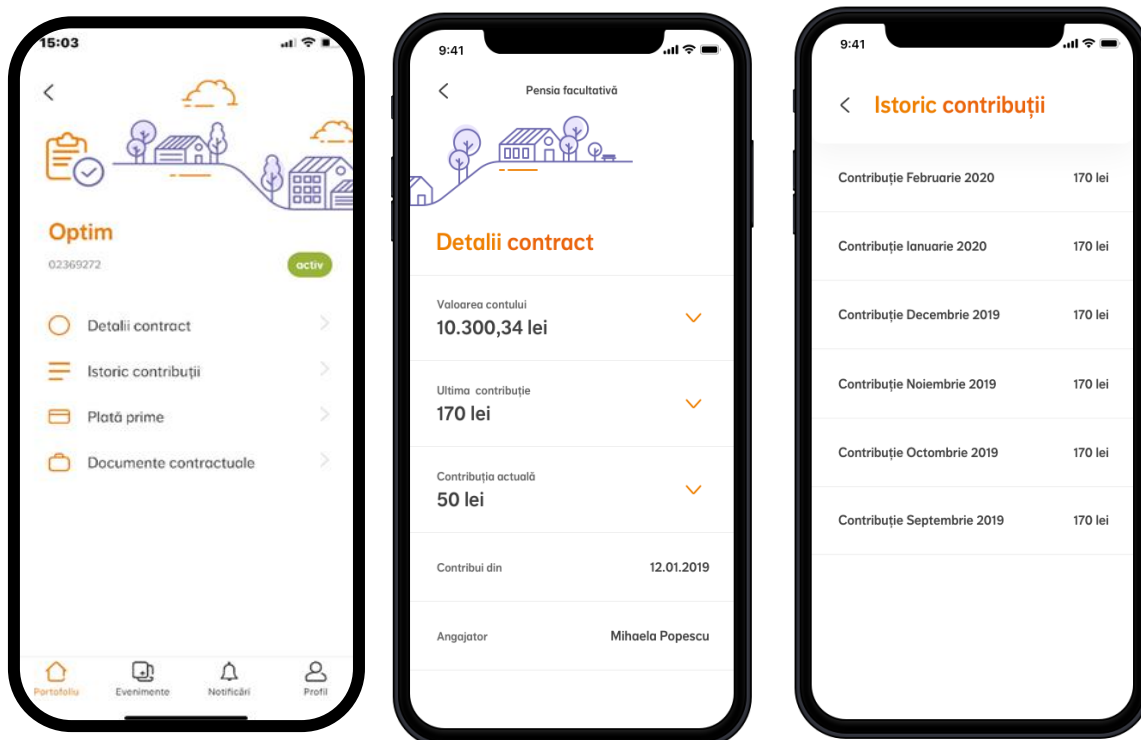 15:03
Optim
02369272
activ
Detalii contract
Istoric contribuții
Plată prime
Documente contractuale
Portofoliu
Evenimente
Notificări
Profil
9:41
Pensia facultativă
Detalii contract
Valoarea contului
10.300,34 lei
Ultima contribuție
170 lei
Contribuția actuală
50 lei
Contribui din 12.01.2019
Angajator Mihaela Popescu
9:41
Istoric contribuții
Contribuție Februarie 2020 170 lei
Contribuție Ianuarie 2020 170 lei
Contribuție Decembrie 2019 170 lei
Contribuție Noiembrie 2019 170 lei
Contribuție Octombrie 2019 170 lei
Contribuție Septembrie 2019 170 lei